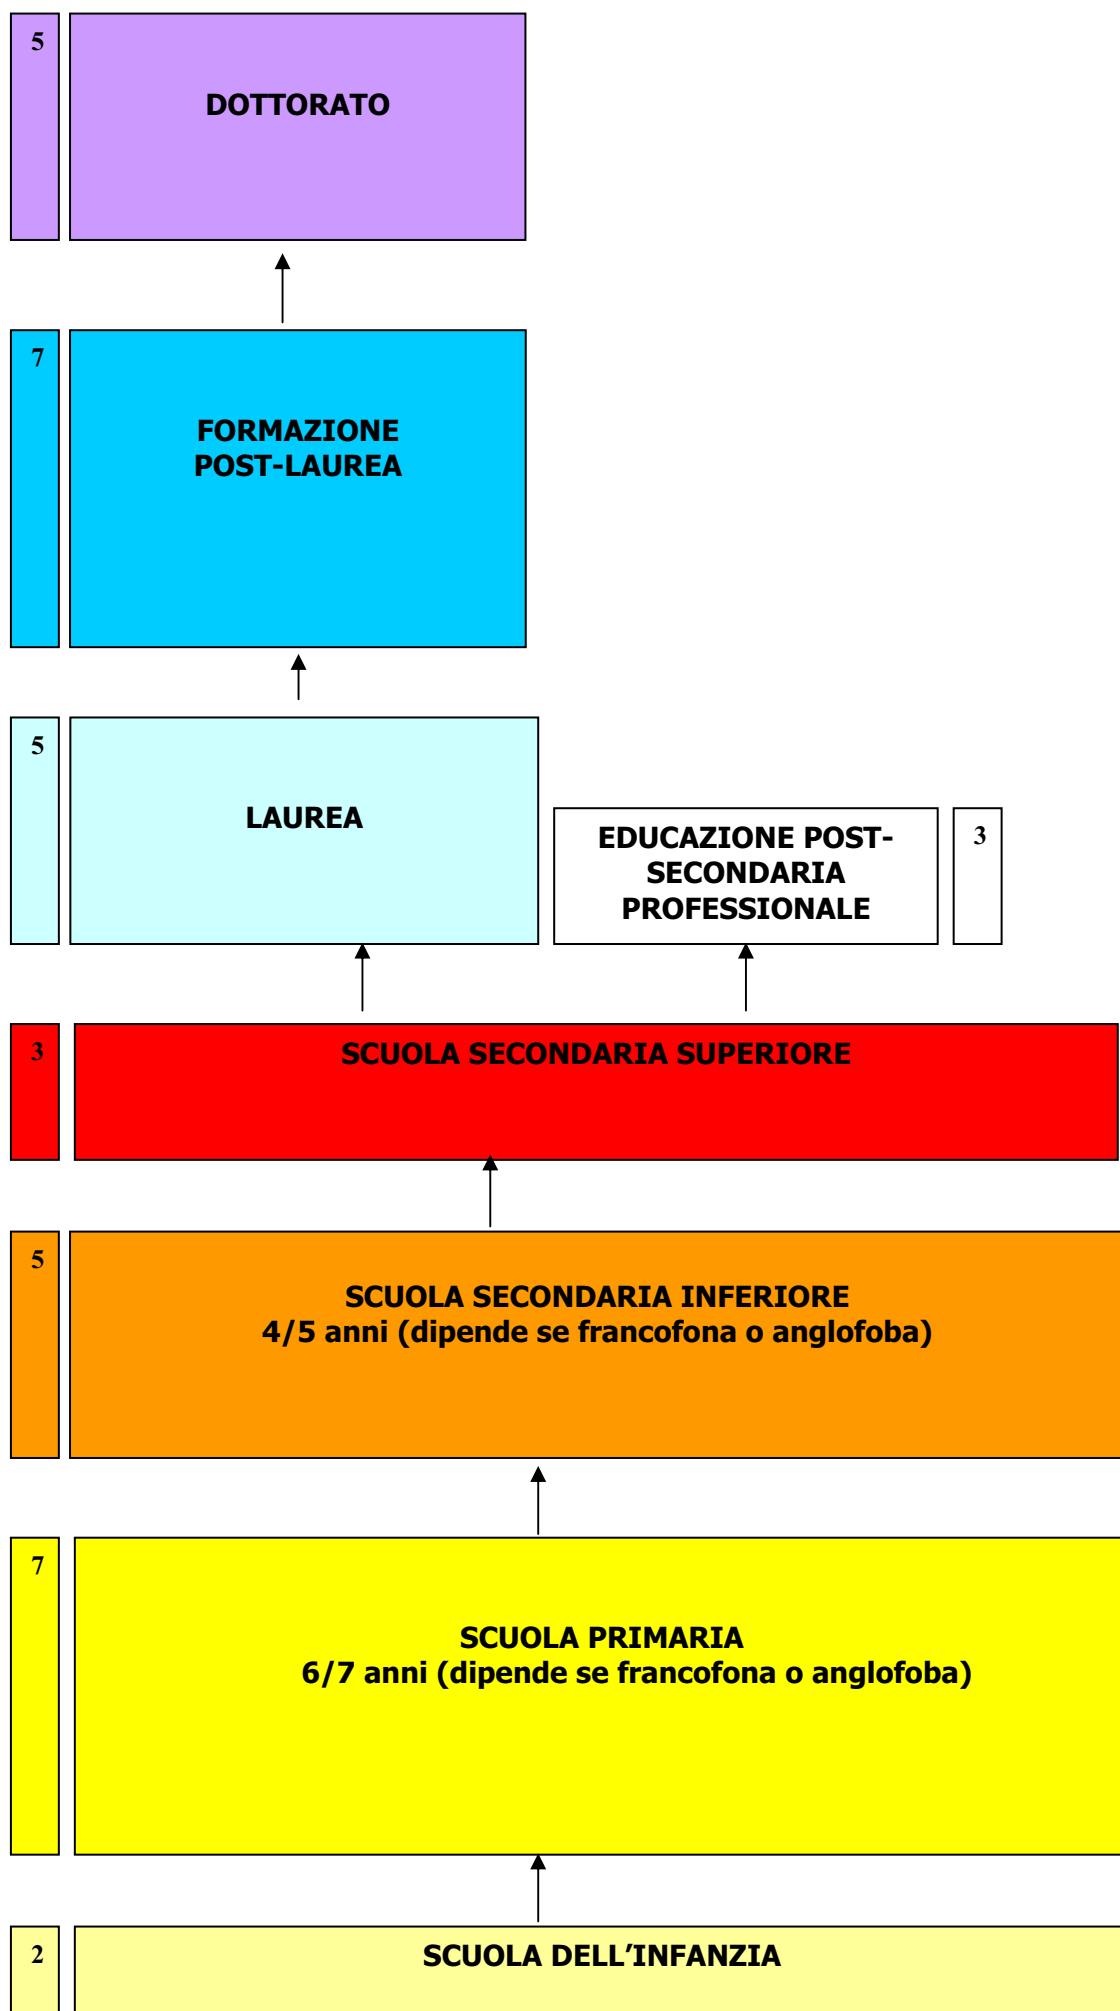 5
DOTTORATO
7
FORMAZIONE
POST-LAUREA
5
LAUREA
EDUCAZIONE POST-
SECONDARIA
PROFESSIONALE
3
3
SCUOLA SECONDARIA SUPERIORE
5
SCUOLA SECONDARIA INFERIORE
4/5 anni (dipende se francofona o anglofoba)
7
SCUOLA PRIMARIA
6/7 anni (dipende se francofona o anglofoba)
2
SCUOLA DELL’INFANZIA